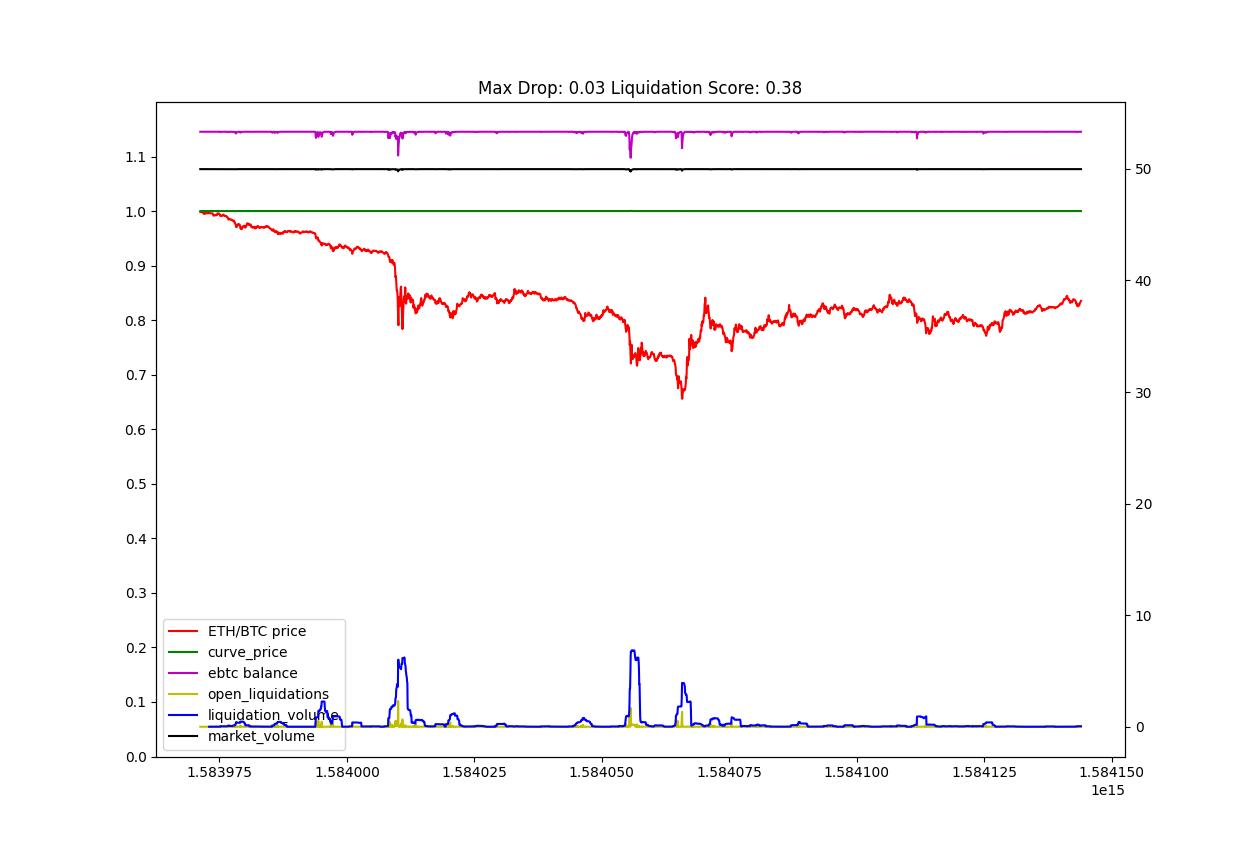 Max Drop: 0.03 Liquidation Score: 0.38
1.1
1.0
0.9
0.8
0.7
0.6
0.5
0.4
0.3
0.2
0.1
0.0
50
40
30
20
10
0
ETH/BTC price
curve_price
ebtc balance
open_liquidations
liquidation_volume
market_volume
1.583975 1.584000 1.584025 1.584050 1.584075 1.584100 1.584125 1.584150
1e15